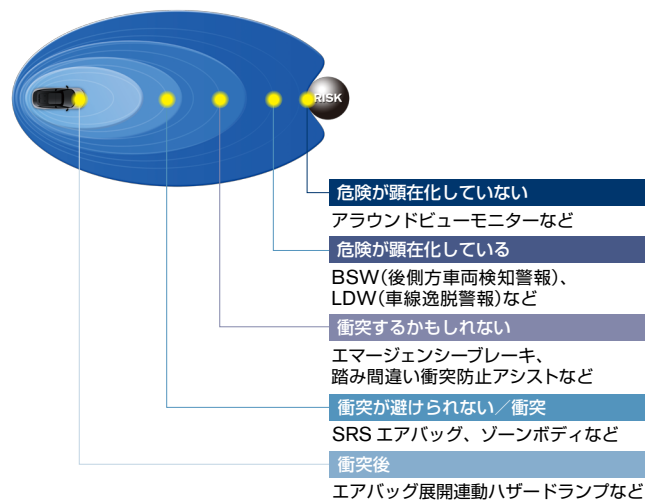 RISK
危険が顕在化していない
アラウンドビューモニターなど
危険が顕在化している
BSW（後側方車両検知警報）、
LDW（車線逸脱警報）など
衝突するかもしれない
エマージェンシーブレーキ、
踏み間違い衝突防止アシストなど
衝突が避けられない／衝突
SRS エアバッグ、ゾーンボディなど
衝突後
エアバッグ展開連動ハザードランプなど